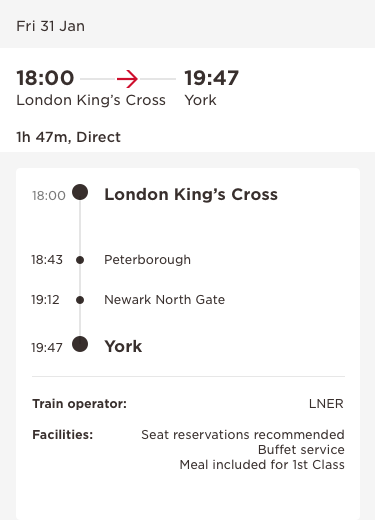 Fri 31 Jan
18:00 19:47
London King's Cross York
1h 47m, Direct
18:00 London King's Cross
18:43 Peterborough
19:12 Newark North Gate
19:47 York
Train operator: LNER
Facilities: Seat reservations recommended
Buffet service
Meal included for 1st Class